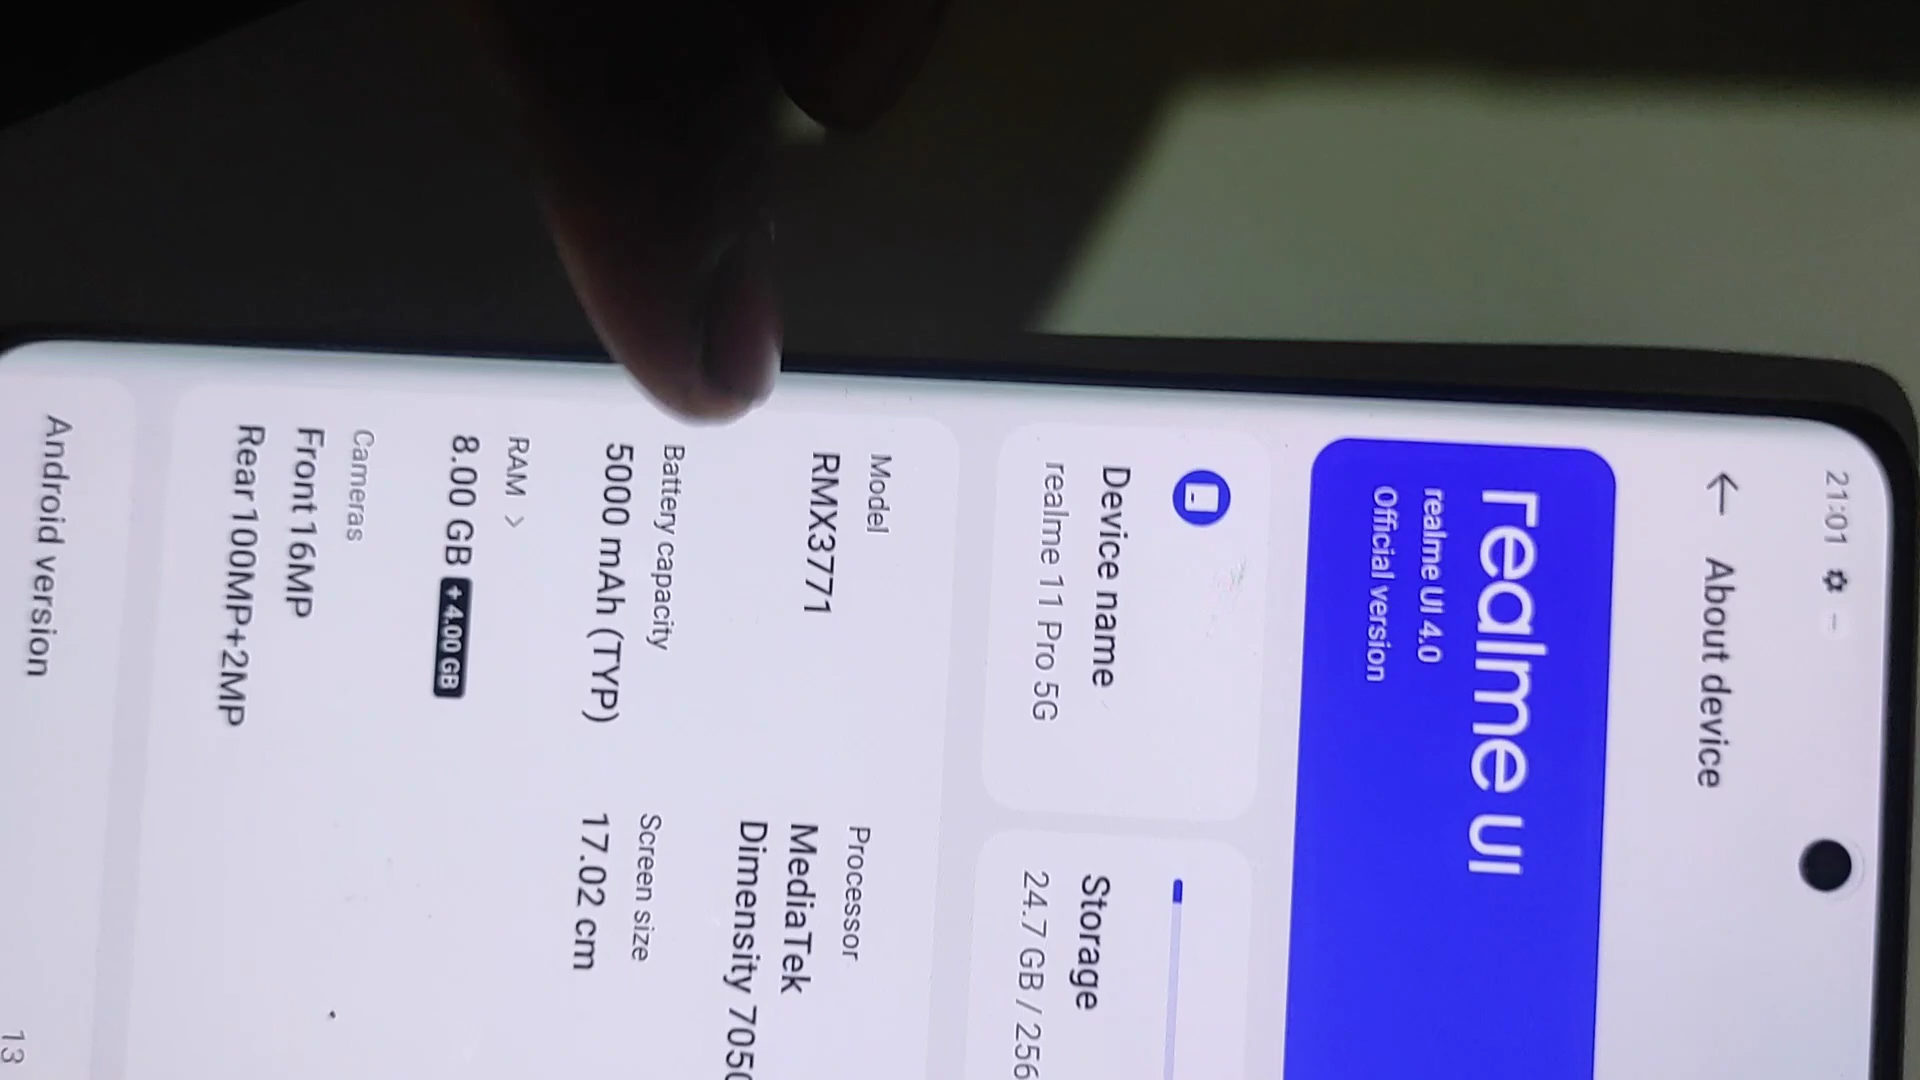 21:01
← About device
realme UI
realme UI 4.0
Official version
Device name
realme 11 Pro 5G
Storage
24.7 GB / 256
Model
RMX3771
Processor
MediaTek
Dimensity 7050
Battery capacity
5000 mAh (TYP)
Screen size
17.02 cm
RAM >
8.00 GB + 4.00 GB
Cameras
Front 16MP
Rear 100MP+2MP
Android version
13